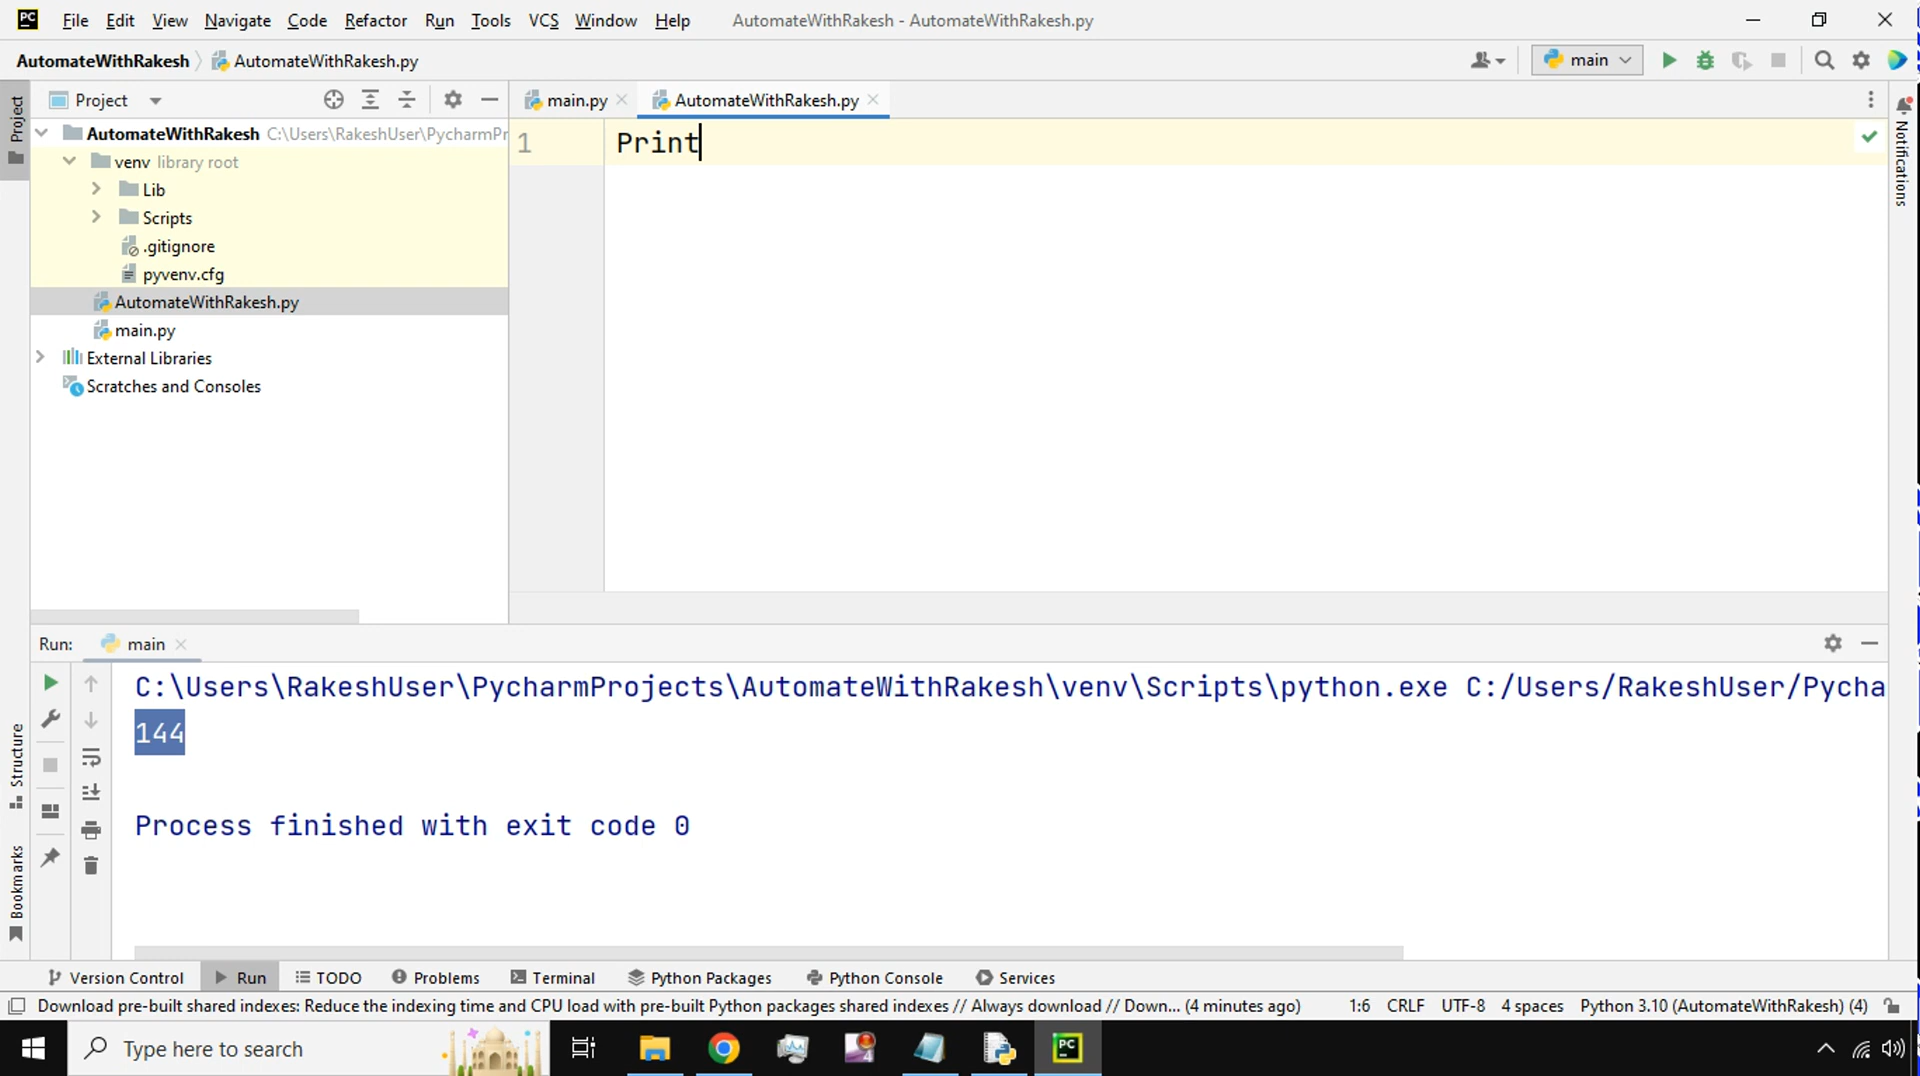 PC File Edit View Navigate Code Refactor Run Tools VCS Window Help AutomateWithRakesh - AutomateWithRakesh.py
AutomateWithRakesh AutomateWithRakesh.py main
Project
Project
main.py AutomateWithRakesh.py
Notifications
AutomateWithRakesh C:\Users\RakeshUser\PycharmPr
venv library root
Lib
Scripts
.gitignore
pyvenv.cfg
AutomateWithRakesh.py
main.py
External Libraries
Scratches and Consoles
1 Print
Run: main
C:\Users\RakeshUser\PycharmProjects\AutomateWithRakesh\venv\Scripts\python.exe C:/Users/RakeshUser/Pycha
144
Process finished with exit code 0
Structure
Bookmarks
Version Control Run TODO Problems Terminal Python Packages Python Console Services
Download pre-built shared indexes: Reduce the indexing time and CPU load with pre-built Python packages shared indexes // Always download // Down... (4 minutes ago) 1:6 CRLF UTF-8 4 spaces Python 3.10 (AutomateWithRakesh) (4)
Type here to search 4 PC